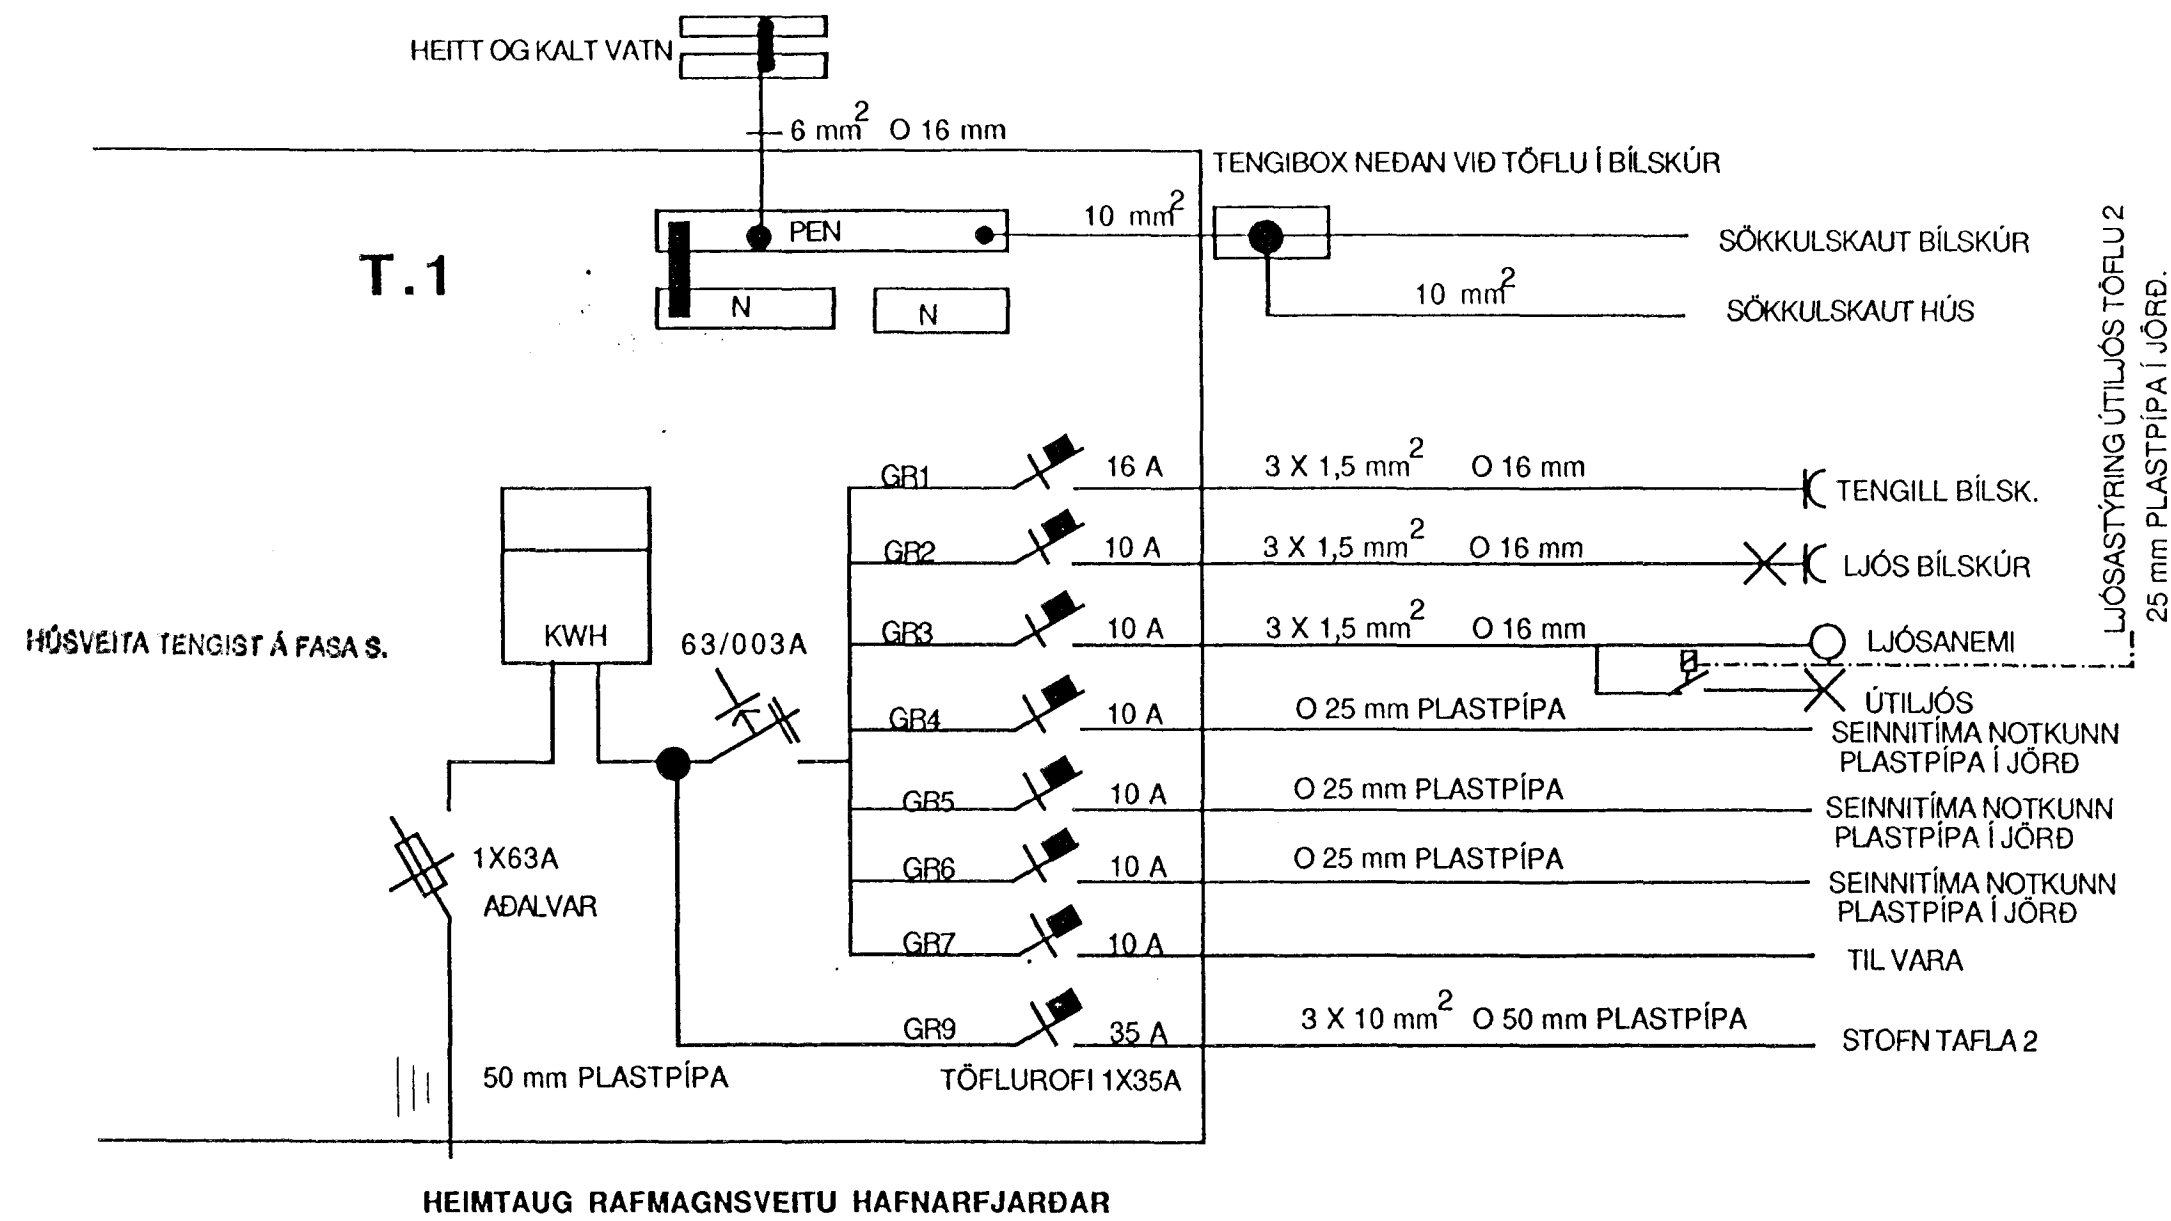 HEITT OG KALT VATN
6 mm² O 16 mm
TENGIBOX NEÐAN VIÐ TÖFLU Í BÍLSKÚR
T.1
PEN
10 mm²
SÖKKULSKAUT BÍLSKÚR
N
N
10 mm²
SÖKKULSKAUT HÚS
LJÓSASTÝRING ÚTILJÓS TÖFLU 2
25 mm PLASTPÍPA Í JÖRÐ.
GR1 16 A 3 X 1,5 mm² O 16 mm TENGILL BÍLSK.
GR2 10 A 3 X 1,5 mm² O 16 mm LJÓS BÍLSKÚR
HÚSVEITA TENGIST Á FASA S.
KWH
63/003A
GR3 10 A 3 X 1,5 mm² O 16 mm LJÓSANEMI
ÚTILJÓS
GR4 10 A O 25 mm PLASTPÍPA SEINNITÍMA NOTKUNN
PLASTPÍPA Í JÖRÐ
GR5 10 A O 25 mm PLASTPÍPA SEINNITÍMA NOTKUNN
PLASTPÍPA Í JÖRÐ
1X63A
AÐALVAR
GR6 10 A O 25 mm PLASTPÍPA SEINNITÍMA NOTKUNN
PLASTPÍPA Í JÖRÐ
GR7 10 A TIL VARA
GR9 35 A 3 X 10 mm² O 50 mm PLASTPÍPA STOFN TAFLA 2
50 mm PLASTPÍPA
TÖFLUROFI 1X35A
HEIMTAUG RAFMAGNSVEITU HAFNARFJARÐAR